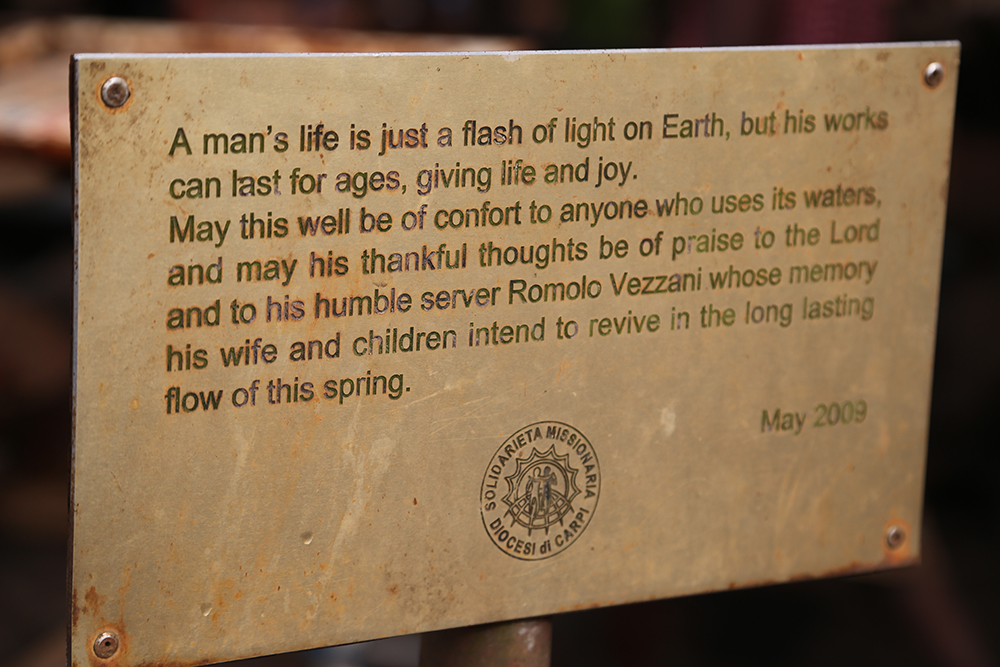 A man's life is just a flash of light on Earth, but his works
can last for ages, giving life and joy.
May this well be of confort to anyone who uses its waters,
and may his thankful thoughts be of praise to the Lord
and to his humble server Romolo Vezzani whose memory
his wife and children intend to revive in the long lasting
flow of this spring.
May 2009
SOLIDARIETA MISSIONARIA
DIOCESI di CARPI